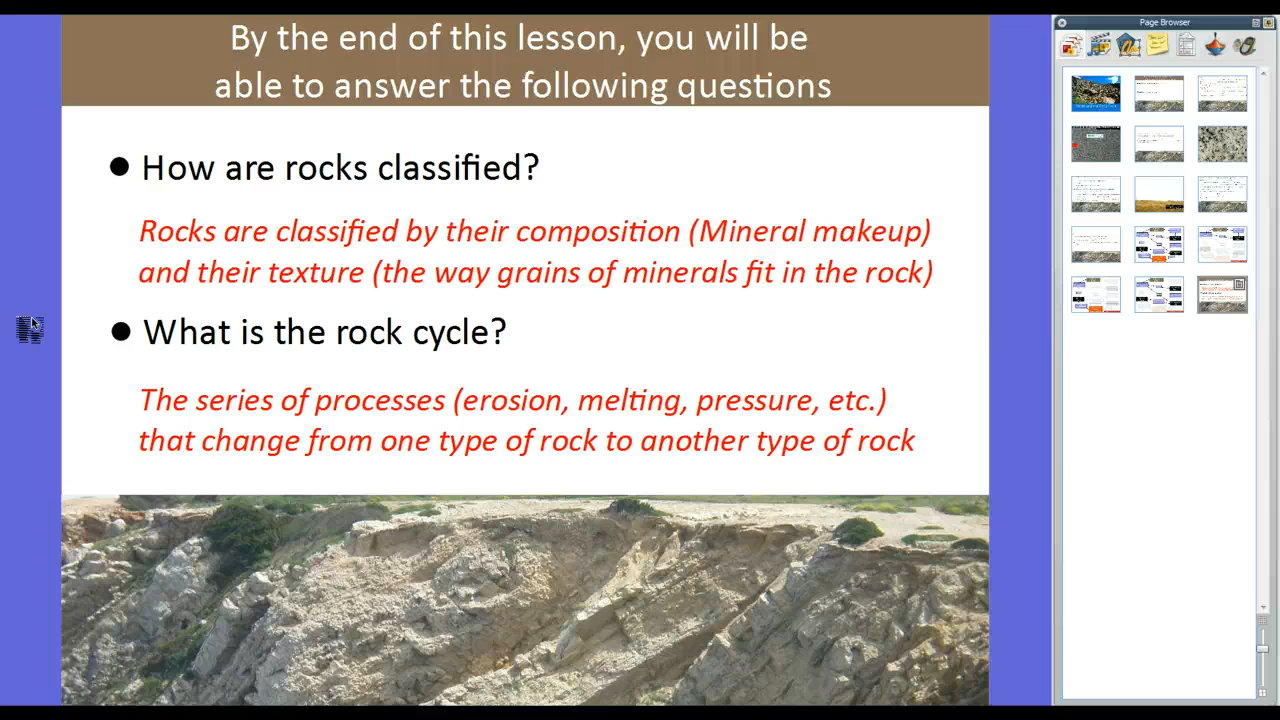 By the end of this lesson, you will be
able to answer the following questions
Page Browser
● How are rocks classified?
Rocks are classified by their composition (Mineral makeup)
and their texture (the way grains of minerals fit in the rock)
● What is the rock cycle?
The series of processes (erosion, melting, pressure, etc.)
that change from one type of rock to another type of rock